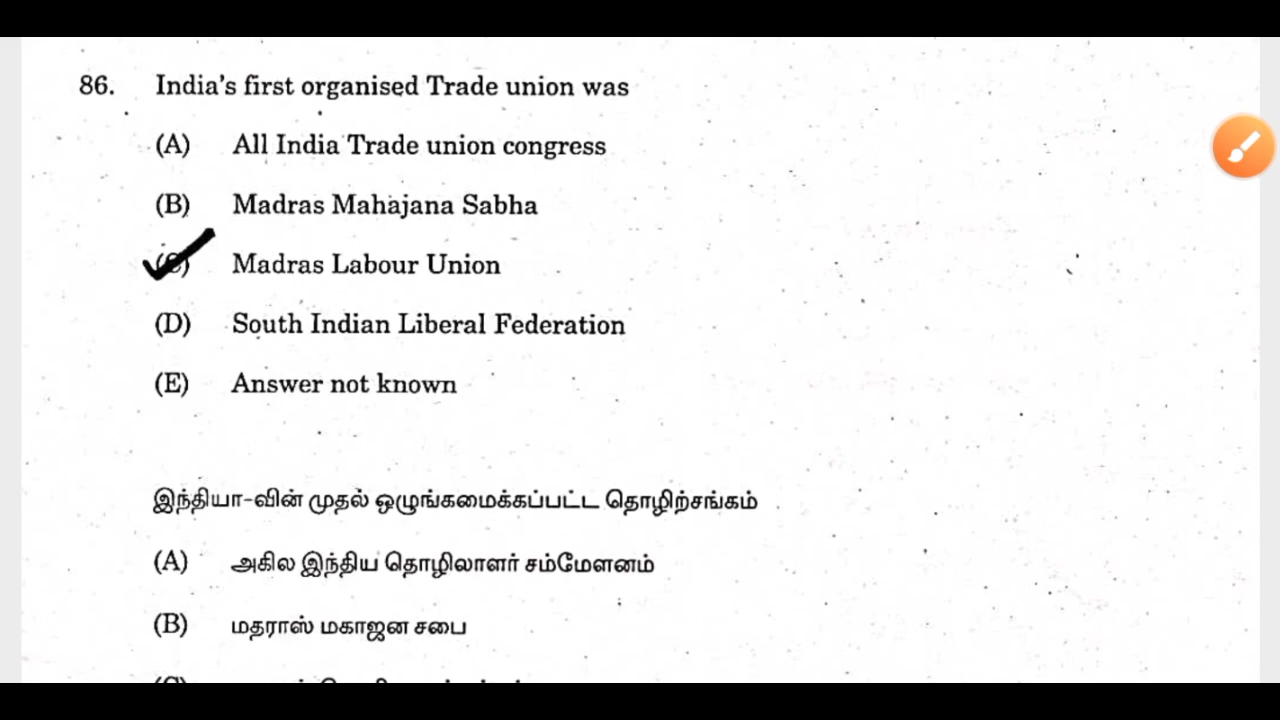 86. India's first organised Trade union was
(A) All India Trade union congress
(B) Madras Mahajana Sabha
(C) Madras Labour Union
(D) South Indian Liberal Federation
(E) Answer not known
இந்தியா-வின் முதல் ஒழுங்கமைக்கப்பட்ட தொழிற்சங்கம்
(A) அகில இந்திய தொழிலாளர் சம்மேளனம்
(B) மதராஸ் மகாஜன சபை